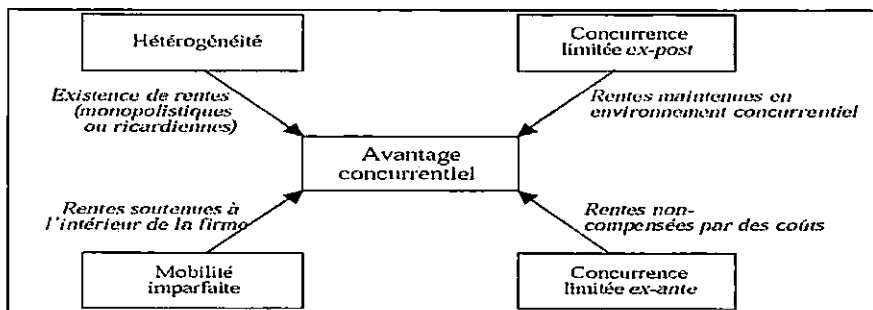 Hétérogénéité
Concurrence
limitée ex-post
Existence de rentes
(monopolistiques
ou ricardiennes)
Rentes maintenues en
environnement concurrentiel
Avantage
concurrentiel
Rentes soutenues à
l'intérieur de la firme
Rentes non-
compensées par des coûts
Mobilité
imparfaite
Concurrence
limitée ex-ante